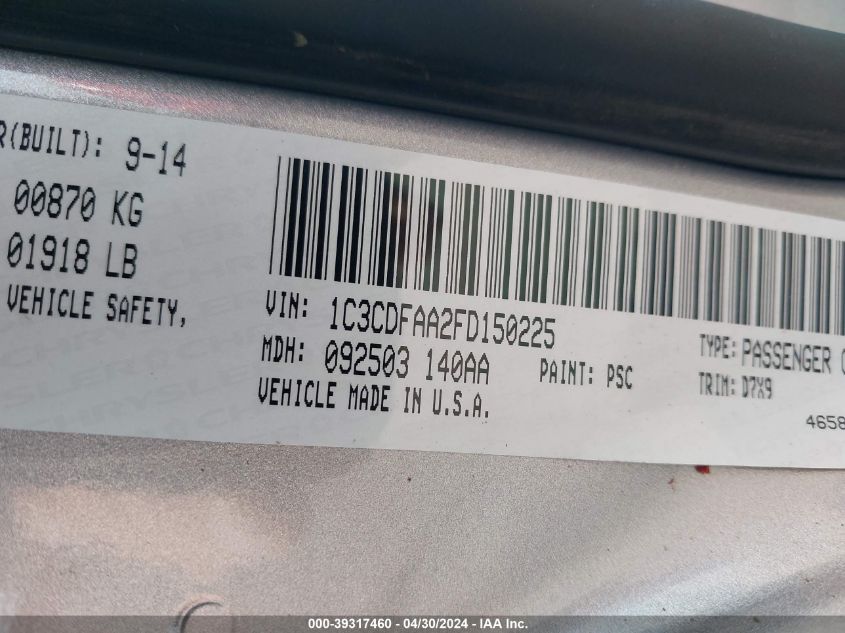 R(BUILT): 9-14
00870 KG
01918 LB
VEHICLE SAFETY,
VIN: 1C3CDFAA2FD150225
MDH: 092503 140AA
PAINT: PSC
VEHICLE MADE IN U.S.A.
TYPE: PASSENGER
TRIM: D7X9
4658
000-39317460 - 04/30/2024 - IAA Inc.